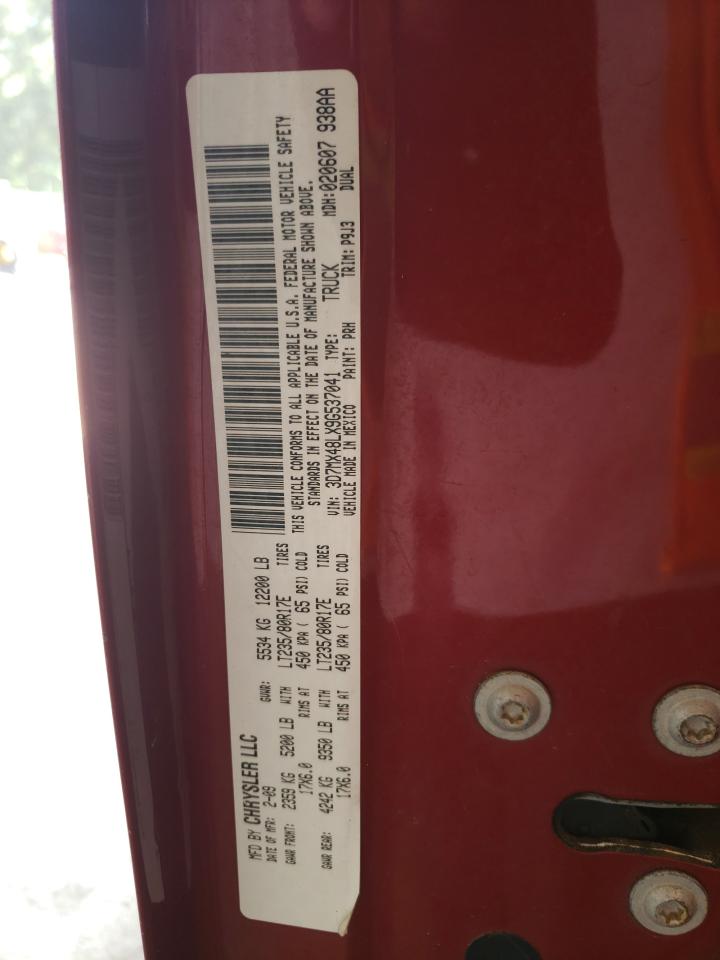 MFD BY CHRYSLER LLC
DATE OF MFR: 2-09 GVWR: 5534 KG 12200 LB
GAWR FRONT: 2359 KG 5200 LB WITH LT235/80R17E TIRES
17X6.0 RIMS AT 450 KPA ( 65 PSI) COLD
GAWR REAR: 4242 KG 9350 LB WITH LT235/80R17E TIRES
17X6.0 RIMS AT 450 KPA ( 65 PSI) COLD
THIS VEHICLE CONFORMS TO ALL APPLICABLE U.S.A. FEDERAL MOTOR VEHICLE SAFETY
STANDARDS IN EFFECT ON THE DATE OF MANUFACTURE SHOWN ABOVE.
VIN: 3D7MX48LX9G537041 TYPE: TRUCK MDH:020607 938AA
VEHICLE MADE IN MEXICO PAINT: PRH TRIM: P9J3 DUAL